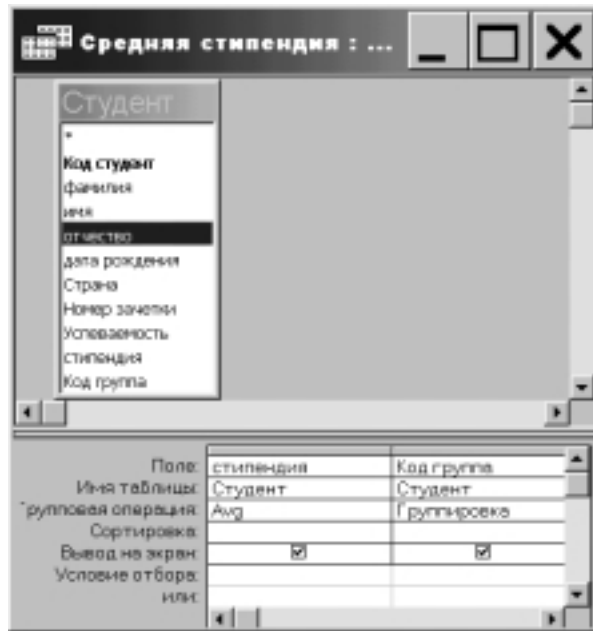 Средняя стипендия : ...
Студент
*
Код студент
фамилия
имя
отчество
дата рождения
Страна
Номер зачетки
Успеваемость
стипендия
Код группа
Поле: стипендия Код группа
Имя таблицы: Студент Студент
рупповая операция: Avg Группировка
Сортировка:
Вывод на экран:
Условие отбора:
или: